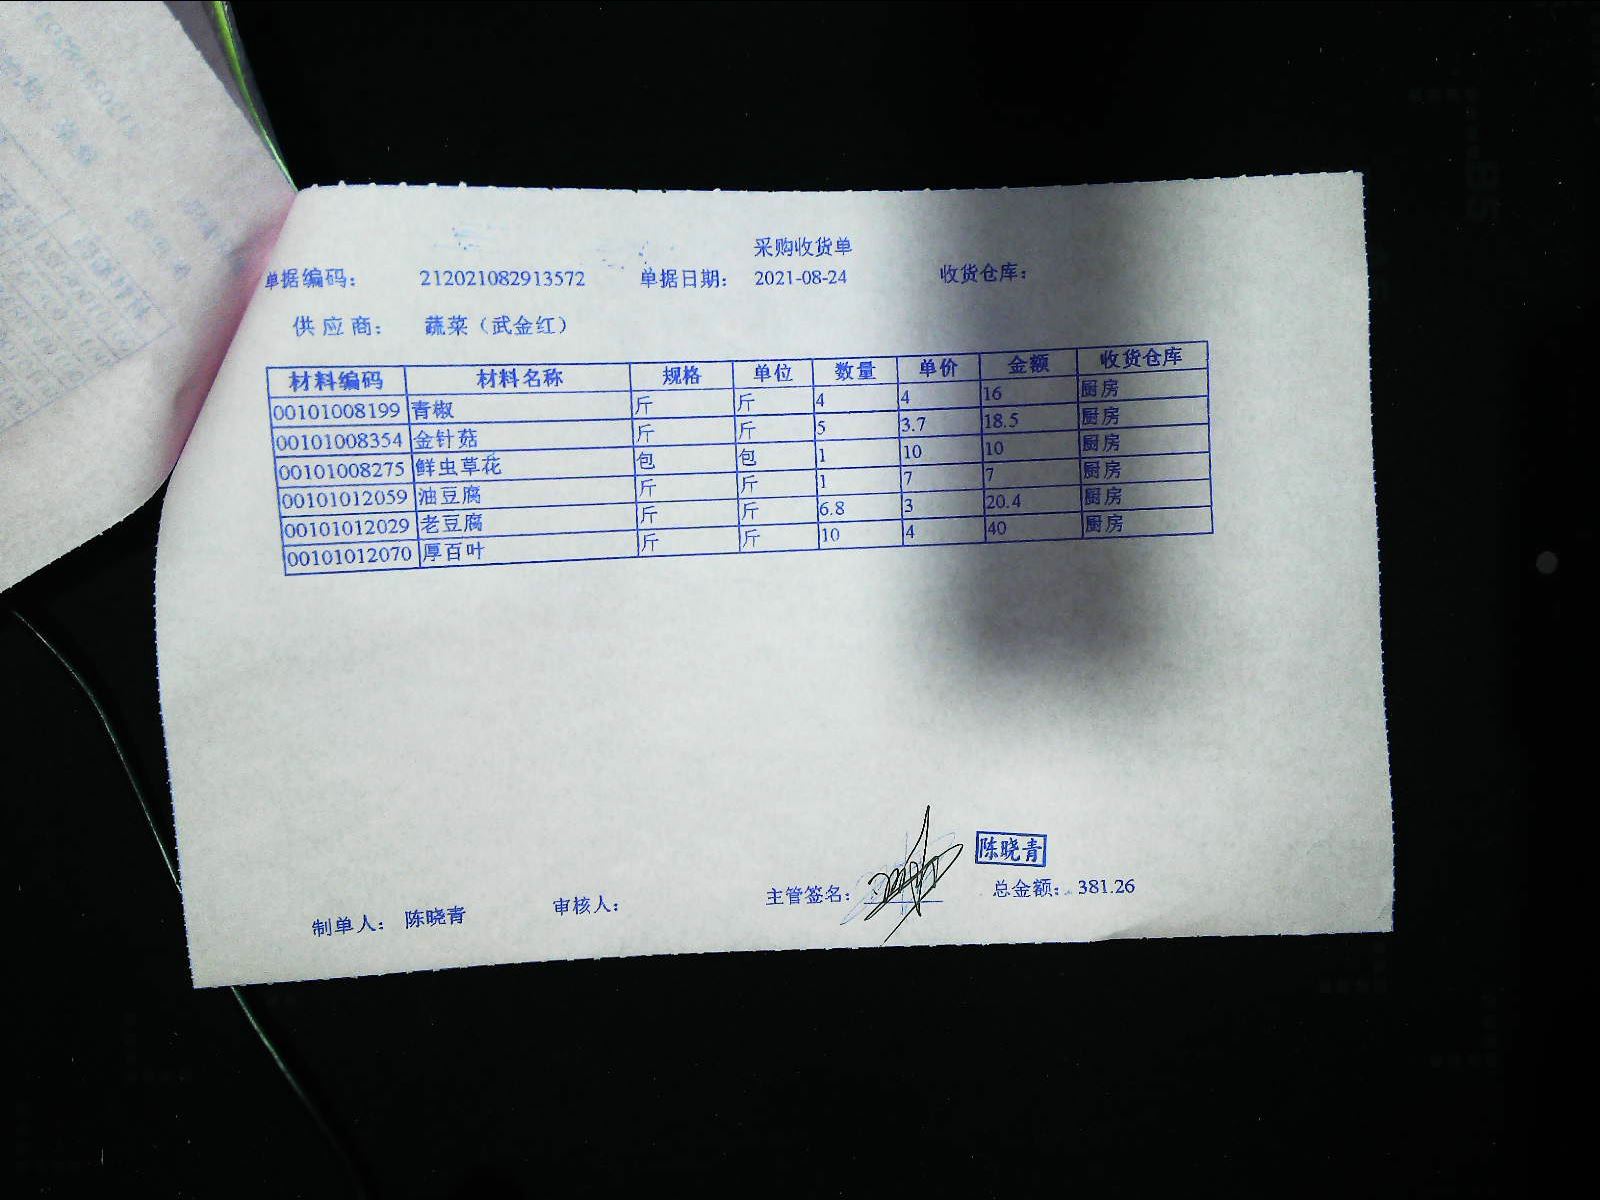 采购收货单
单据编码: 212021082913572 单据日期: 2021-08-24 收货仓库:
供应商: 蔬菜（武金红）
材料编码 材料名称 规格 单位 数量 单价 金额 收货仓库
00101008199 青椒 斤 斤 4 4 16 厨房
00101008354 金针菇 斤 斤 5 3.7 18.5 厨房
00101008275 鲜虫草花 包 包 1 10 10 厨房
00101012059 油豆腐 斤 斤 1 7 7 厨房
00101012029 老豆腐 斤 斤 6.8 3 20.4 厨房
00101012070 厚百叶 斤 斤 10 4 40 厨房
陈晓青
制单人: 陈晓青 审核人: 主管签名: 总金额: 381.26